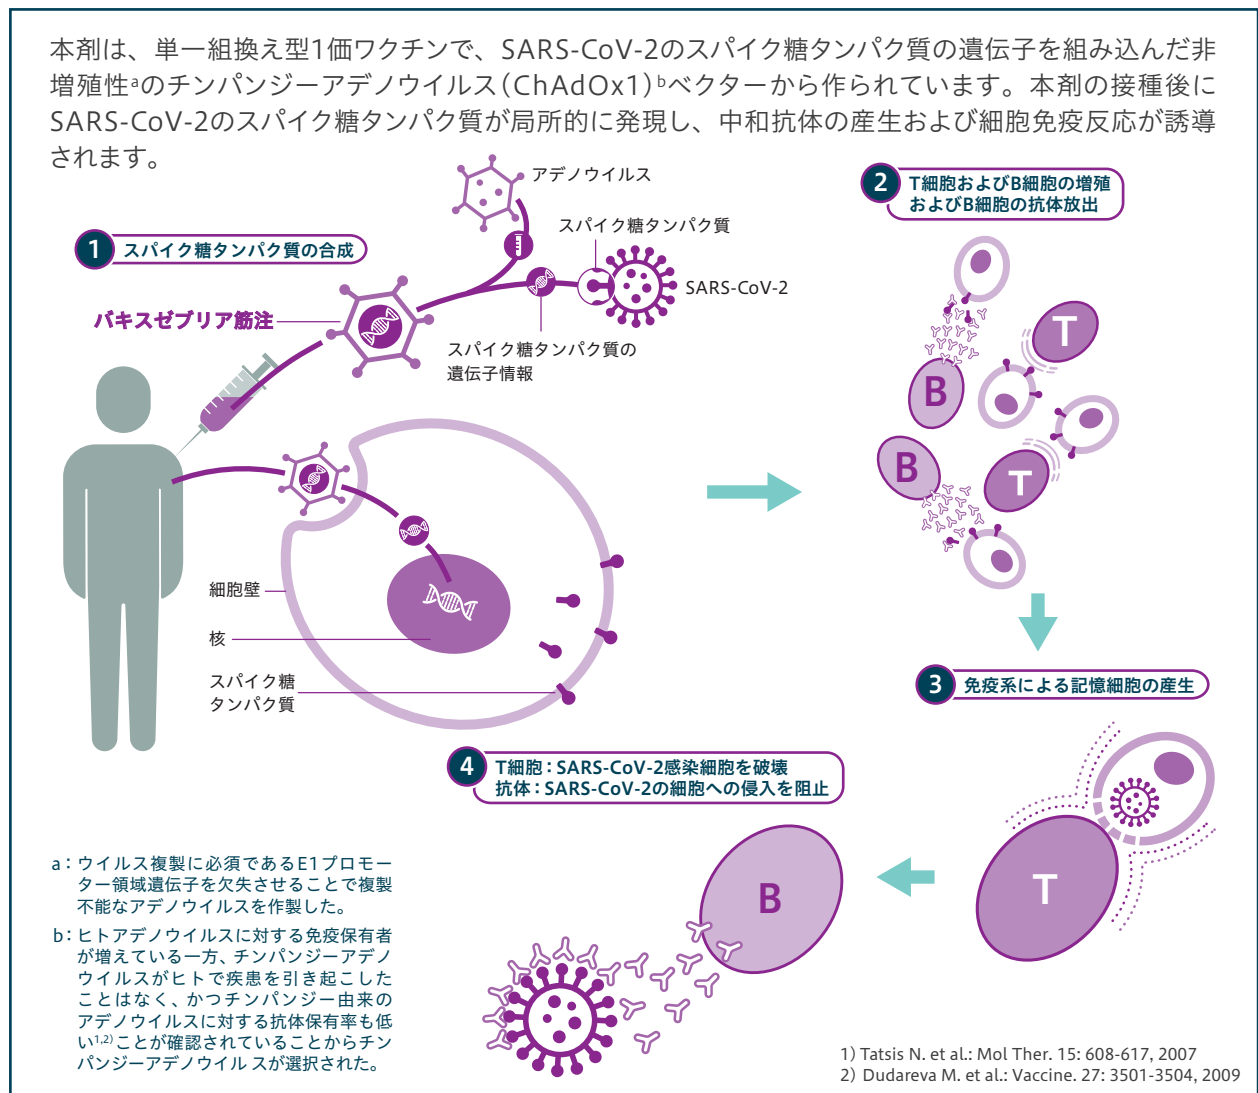 本剤は、単一組換え型1価ワクチンで、SARS-CoV-2のスパイク糖タンパク質の遺伝子を組み込んだ非
増殖性aのチンパンジーアデノウイルス(ChAdOx1)bベクターから作られています。本剤の接種後に
SARS-CoV-2のスパイク糖タンパク質が局所的に発現し、中和抗体の産生および細胞免疫反応が誘導
されます。
アデノウイルス
スパイク糖タンパク質
SARS-CoV-2
1 スパイク糖タンパク質の合成
バキスゼブリア筋注
スパイク糖タンパク質の
遺伝子情報
細胞壁
核
スパイク糖
タンパク質
2 T細胞およびB細胞の増殖
およびB細胞の抗体放出
T
B
B
T
3 免疫系による記憶細胞の産生
T
4 T細胞:SARS-CoV-2感染細胞を破壊
抗体:SARS-CoV-2の細胞への侵入を阻止
B
a:ウイルス複製に必須であるE1プロモー
ター領域遺伝子を欠失させることで複製
不能なアデノウイルスを作製した。
b:ヒトアデノウイルスに対する免疫保有者
が増えている一方、チンパンジーアデノ
ウイルスがヒトで疾患を引き起こした
ことはなく、かつチンパンジー由来の
アデノウイルスに対する抗体保有率も低
い1,2)ことが確認されていることからチン
パンジーアデノウイル スが選択された。
1) Tatsis N. et al.: Mol Ther. 15: 608-617, 2007
2) Dudareva M. et al.: Vaccine. 27: 3501-3504, 2009